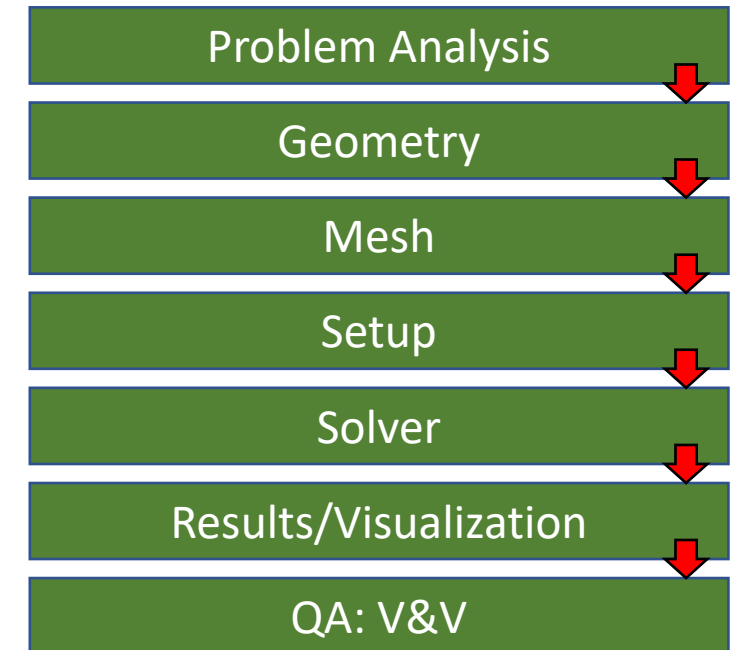 Problem Analysis
Geometry
Mesh
Setup
Solver
Results/Visualization
QA: V&V